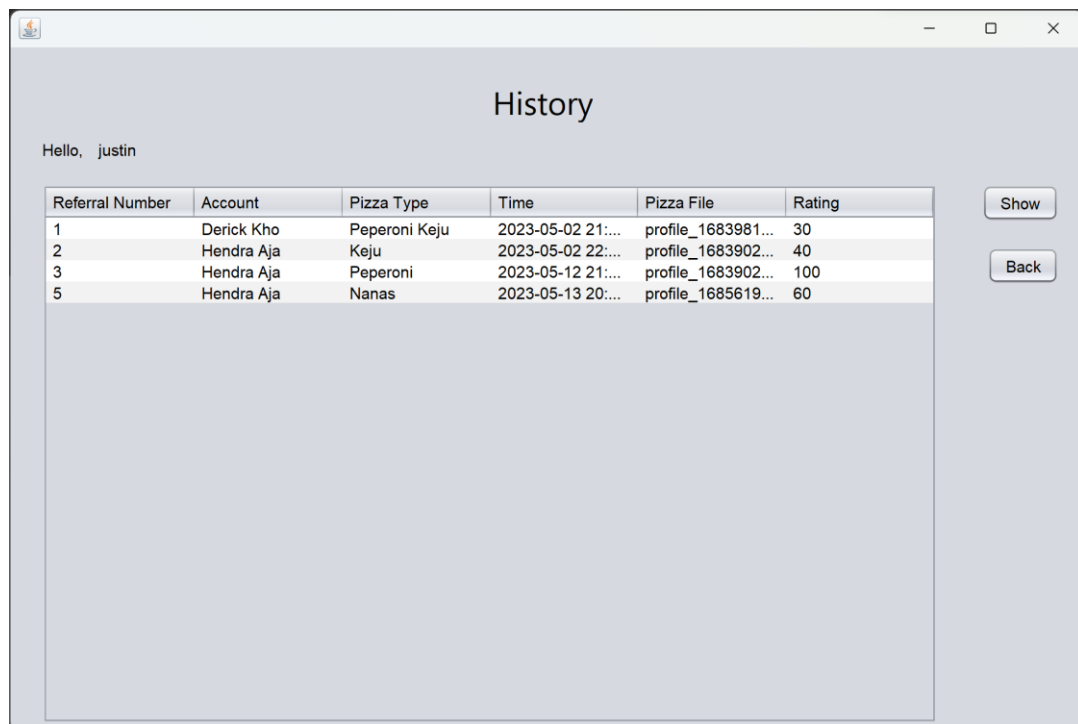 History
Hello, justin
Referral Number Account Pizza Type Time Pizza File Rating
Show
1 Derick Kho Peperoni Keju 2023-05-02 21:... profile_1683981... 30
2 Hendra Aja Keju 2023-05-02 22:... profile_1683902... 40
Back
3 Hendra Aja Peperoni 2023-05-12 21:... profile_1683902... 100
5 Hendra Aja Nanas 2023-05-13 20:... profile_1685619... 60